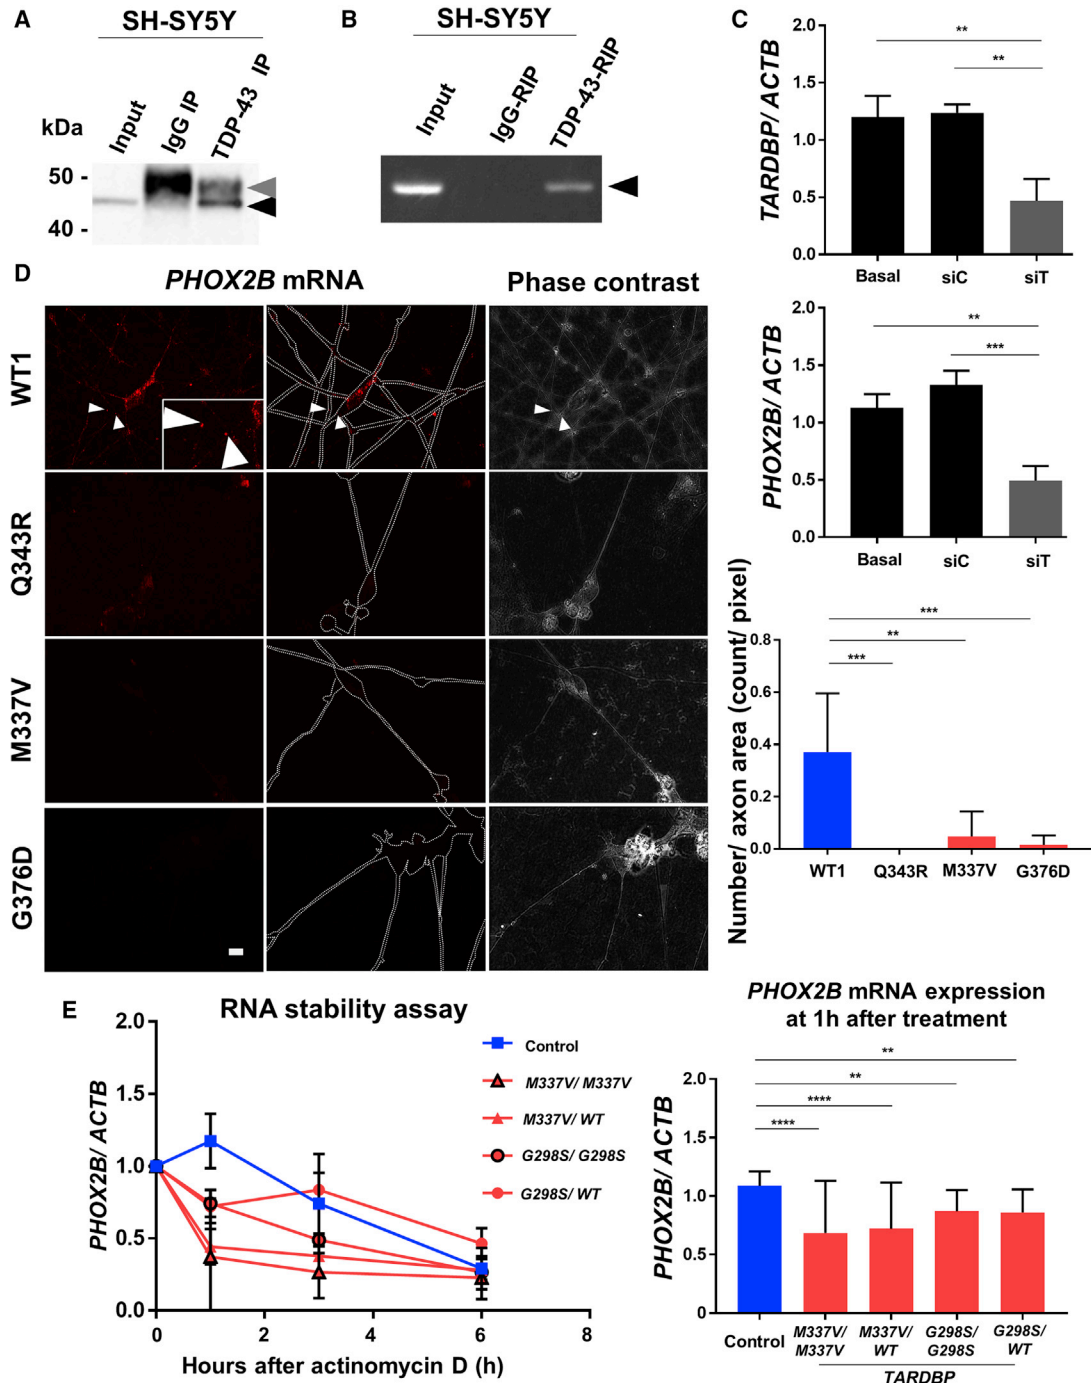 A
SH-SY5Y
Input
IgG IP
TDP-43 IP
kDa
50 -
40 -
B
SH-SY5Y
Input
IgG-RIP
TDP-43-RIP
C
TARDBP/ ACTB
2.0
1.5
1.0
0.5
0.0
**
**
Basal siC siT
PHOX2B/ ACTB
2.0
1.5
1.0
0.5
0.0
**
***
Basal siC siT
D
PHOX2B mRNA Phase contrast
WT1
Q343R
M337V
G376D
Number/ axon area (count/ pixel)
0.8
0.6
0.4
0.2
0.0
***
**
***
WT1 Q343R M337V G376D
E
RNA stability assay
PHOX2B/ ACTB
2.0
1.5
1.0
0.5
0.0
0 2 4 6 8
Hours after actinomycin D (h)
Control
M337V/ M337V
M337V/ WT
G298S/ G298S
G298S/ WT
PHOX2B mRNA expression
at 1h after treatment
PHOX2B/ ACTB
2.0
1.5
1.0
0.5
0
**
**
****
****
Control
M337V/ M337V
M337V/ WT
G298S/ G298S
G298S/ WT
TARDBP